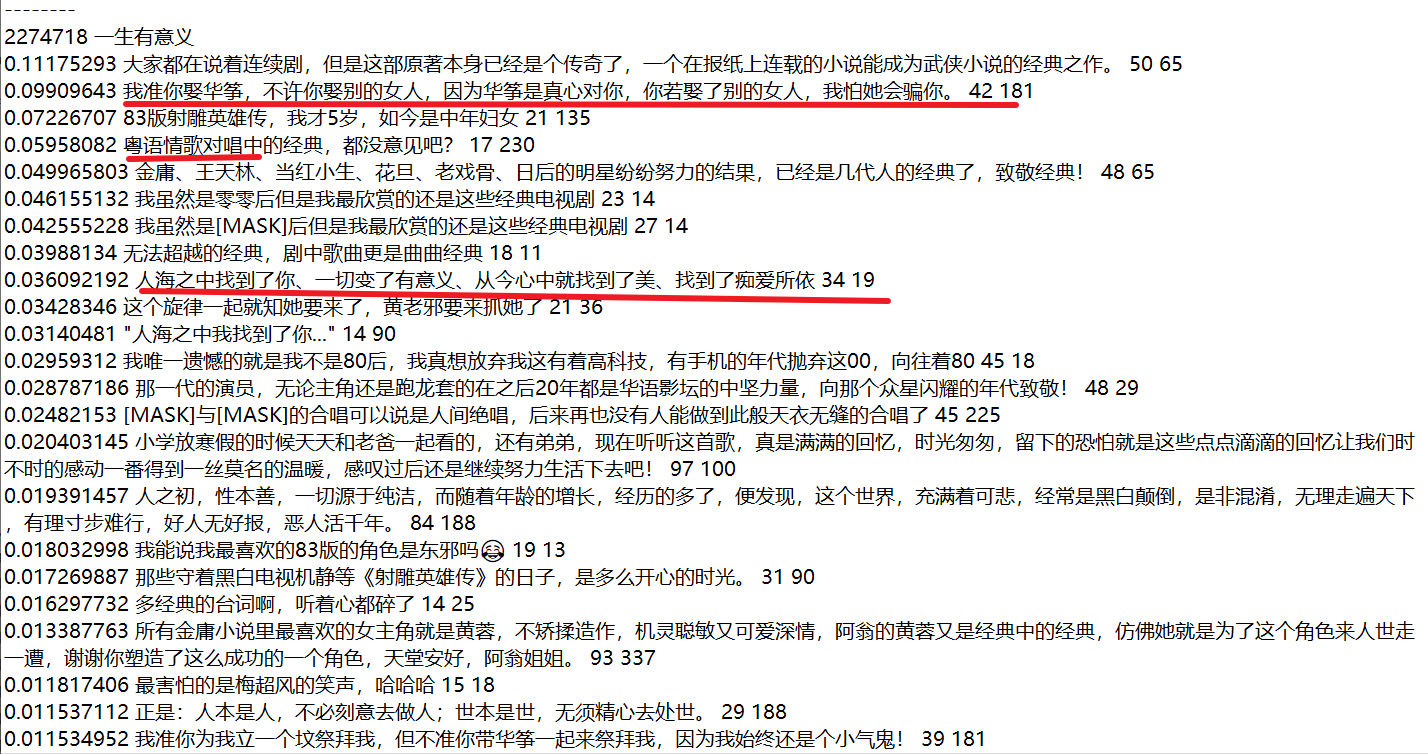 --------
2274718 一生有意义
0.11175293 大家都在说着连续剧，但是这部原著本身已经是个传奇了，一个在报纸上连载的小说能成为武侠小说的经典之作。 50 65
0.09909643 我准你娶华筝，不许你娶别的女人，因为华筝是真心对你，你若娶了别的女人，我怕她会骗你。 42 181
0.07226707 83版射雕英雄传，我才5岁，如今是中年妇女 21 135
0.05958082 粤语情歌对唱中的经典，都没意见吧？ 17 230
0.049965803 金庸、王天林、当红小生、花旦、老戏骨、日后的明星纷纷努力的结果，已经是几代人的经典了，致敬经典！ 48 65
0.046155132 我虽然是零零后但是我最欣赏的还是这些经典电视剧 23 14
0.042555228 我虽然是[MASK]后但是我最欣赏的还是这些经典电视剧 27 14
0.03988134 无法超越的经典，剧中歌曲更是曲曲经典 18 11
0.036092192 人海之中找到了你、一切变了有意义、从今心中就找到了美、找到了痴爱所依 34 19
0.03428346 这个旋律一起就知她要来了，黄老邪要来抓她了 21 36
0.03140481 "人海之中我找到了你..." 14 90
0.02959312 我唯一遗憾的就是我不是80后，我真想放弃我这有着高科技，有手机的年代抛弃这00，向往着80 45 18
0.028787186 那一代的演员，无论主角还是跑龙套的在之后20年都是华语影坛的中坚力量，向那个众星闪耀的年代致敬！ 48 29
0.02482153 [MASK]与[MASK]的合唱可以说是人间绝唱，后来再也没有人能做到此般天衣无缝的合唱了 45 225
0.020403145 小学放寒假的时候天天和老爸一起看的，还有弟弟，现在听听这首歌，真是满满的回忆，时光匆匆，留下的恐怕就是这些点点滴滴的回忆让我们时
不时的感动一番得到一丝莫名的温暖，感叹过后还是继续努力生活下去吧！ 97 100
0.019391457 人之初，性本善，一切源于纯洁，而随着年龄的增长，经历的多了，便发现，这个世界，充满着可悲，经常是黑白颠倒，是非混淆，无理走遍天下
，有理寸步难行，好人无好报，恶人活千年。 84 188
0.018032998 我能说我最喜欢的83版的角色是东邪吗😂 19 13
0.017269887 那些守着黑白电视机静等《射雕英雄传》的日子，是多么开心的时光。 31 90
0.016297732 多经典的台词啊，听着心都碎了 14 25
0.013387763 所有金庸小说里最喜欢的女主角就是黄蓉，不矫揉造作，机灵聪敏又可爱深情，阿翁的黄蓉又是经典中的经典，仿佛她就是为了这个角色来人世走
一遭，谢谢你塑造了这么成功的一个角色，天堂安好，阿翁姐姐。 93 337
0.011817406 最害怕的是梅超风的笑声，哈哈哈 15 18
0.011537112 正是：人本是人，不必刻意去做人；世本是世，无须精心去处世。 29 188
0.011534952 我准你为我立一个坟祭拜我，但不准你带华筝一起来祭拜我，因为我始终还是个小气鬼！ 39 181